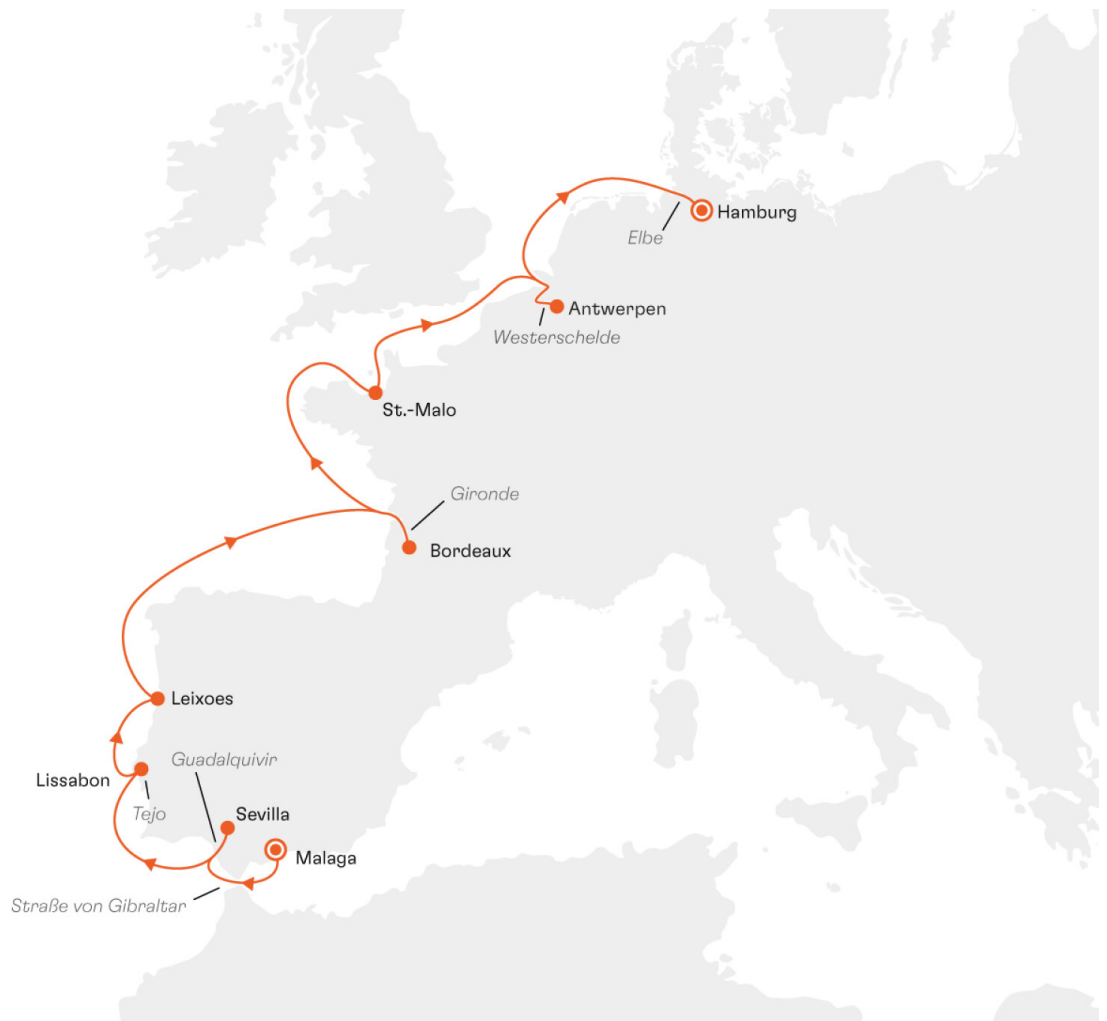 Hamburg
Elbe
Antwerpen
Westerschelde
St.-Malo
Gironde
Bordeaux
Leixoes
Guadalquivir
Lissabon
Tejo
Sevilla
Malaga
Straße von Gibraltar